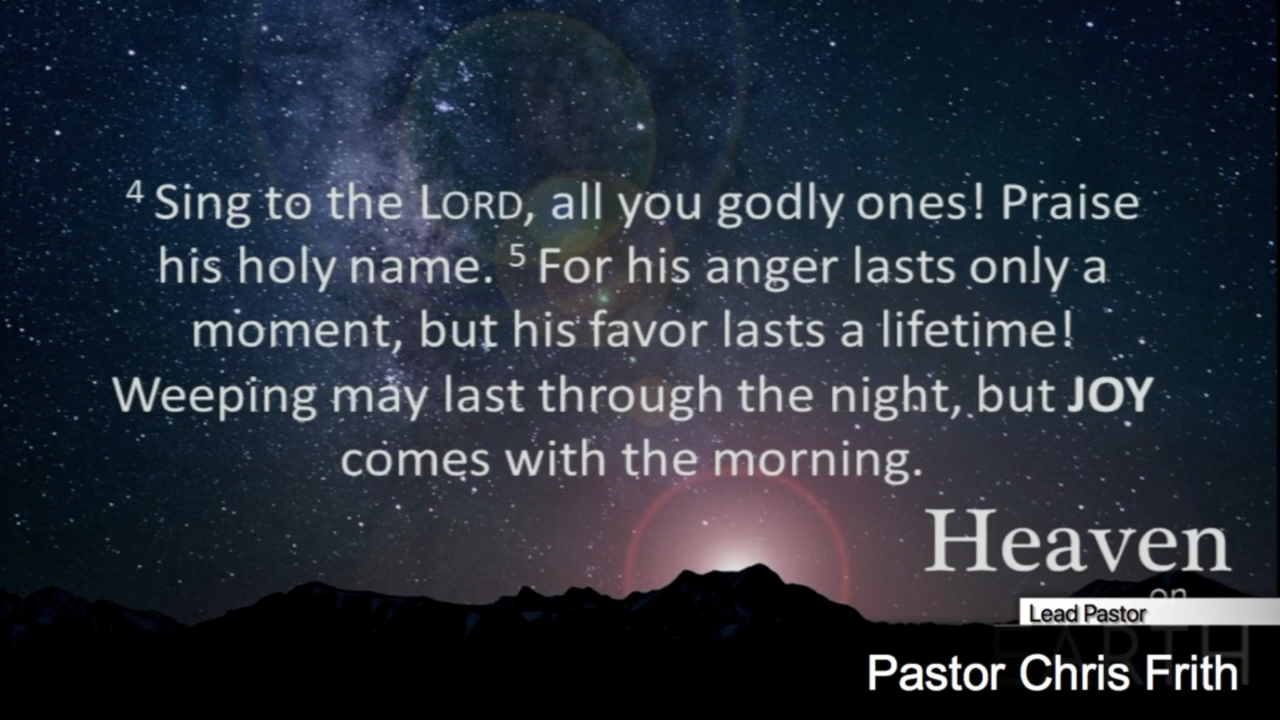 ⁴ Sing to the LORD, all you godly ones! Praise
his holy name. ⁵ For his anger lasts only a
moment, but his favor lasts a lifetime!
Weeping may last through the night, but JOY
comes with the morning.
Heaven
on
Lead Pastor
EARTH
Pastor Chris Frith